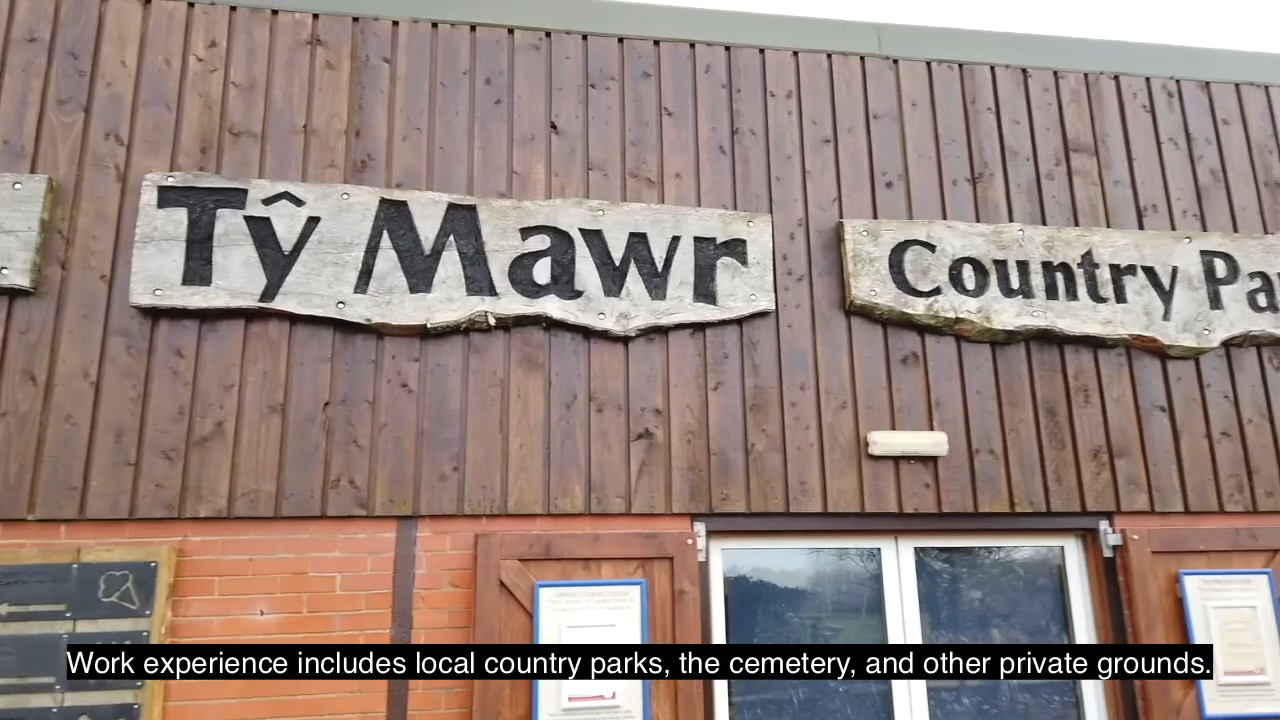 Tŷ Mawr
Country Pa
Work experience includes local country parks, the cemetery, and other private grounds.